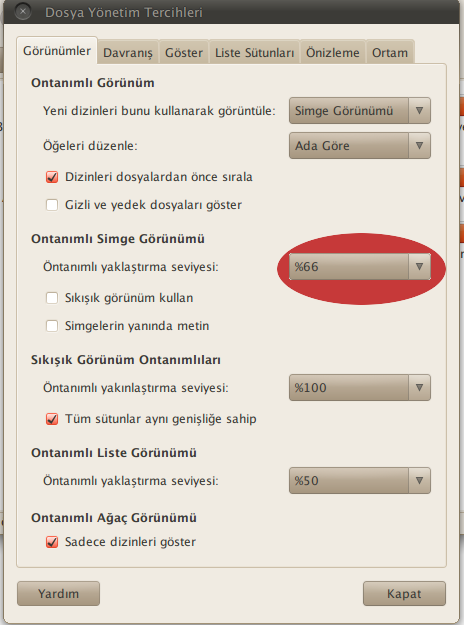 Dosya Yönetim Tercihleri
Görünümler Davranış Göster Liste Sütunları Önizleme Ortam
Ontanımlı Görünüm
Yeni dizinleri bunu kullanarak görüntüle: Simge Görünümü
Öğeleri düzenle: Ada Göre
Dizinleri dosyalardan önce sırala
Gizli ve yedek dosyaları göster
Ontanımlı Simge Görünümü
Öntanımlı yaklaştırma seviyesi: %66
Sıkışık görünüm kullan
Simgelerin yanında metin
Sıkışık Görünüm Ontanımlıları
Öntanımlı yakınlaştırma seviyesi: %100
Tüm sütunlar aynı genişliğe sahip
Ontanımlı Liste Görünümü
Öntanımlı yaklaştırma seviyesi: %50
Ontanımlı Ağaç Görünümü
Sadece dizinleri göster
Yardım Kapat